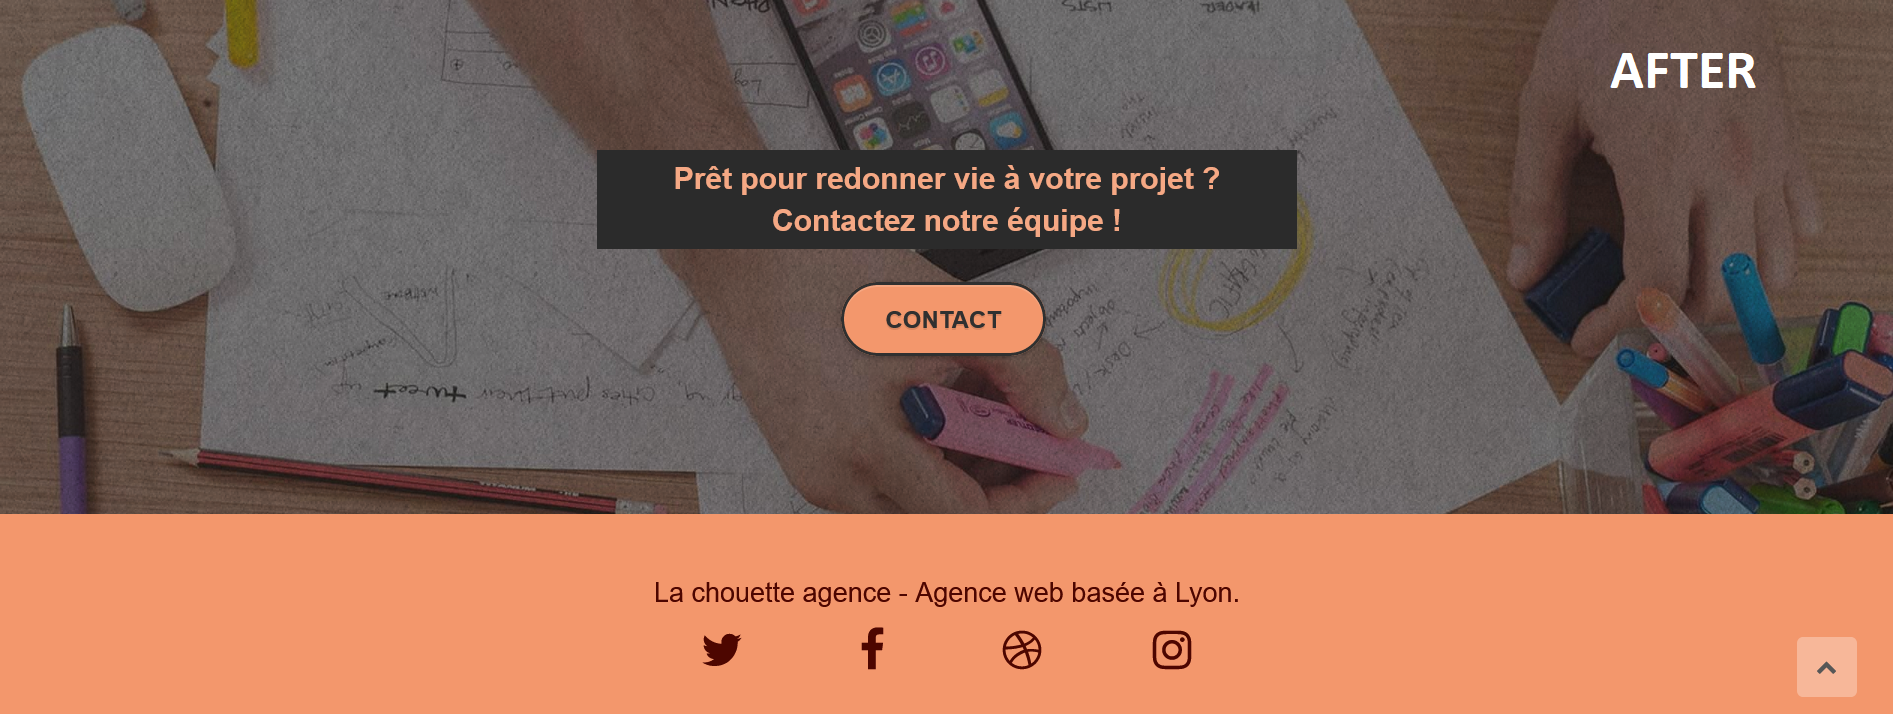 AFTER
Prêt pour redonner vie à votre projet ?
Contactez notre équipe !
CONTACT
La chouette agence - Agence web basée à Lyon.